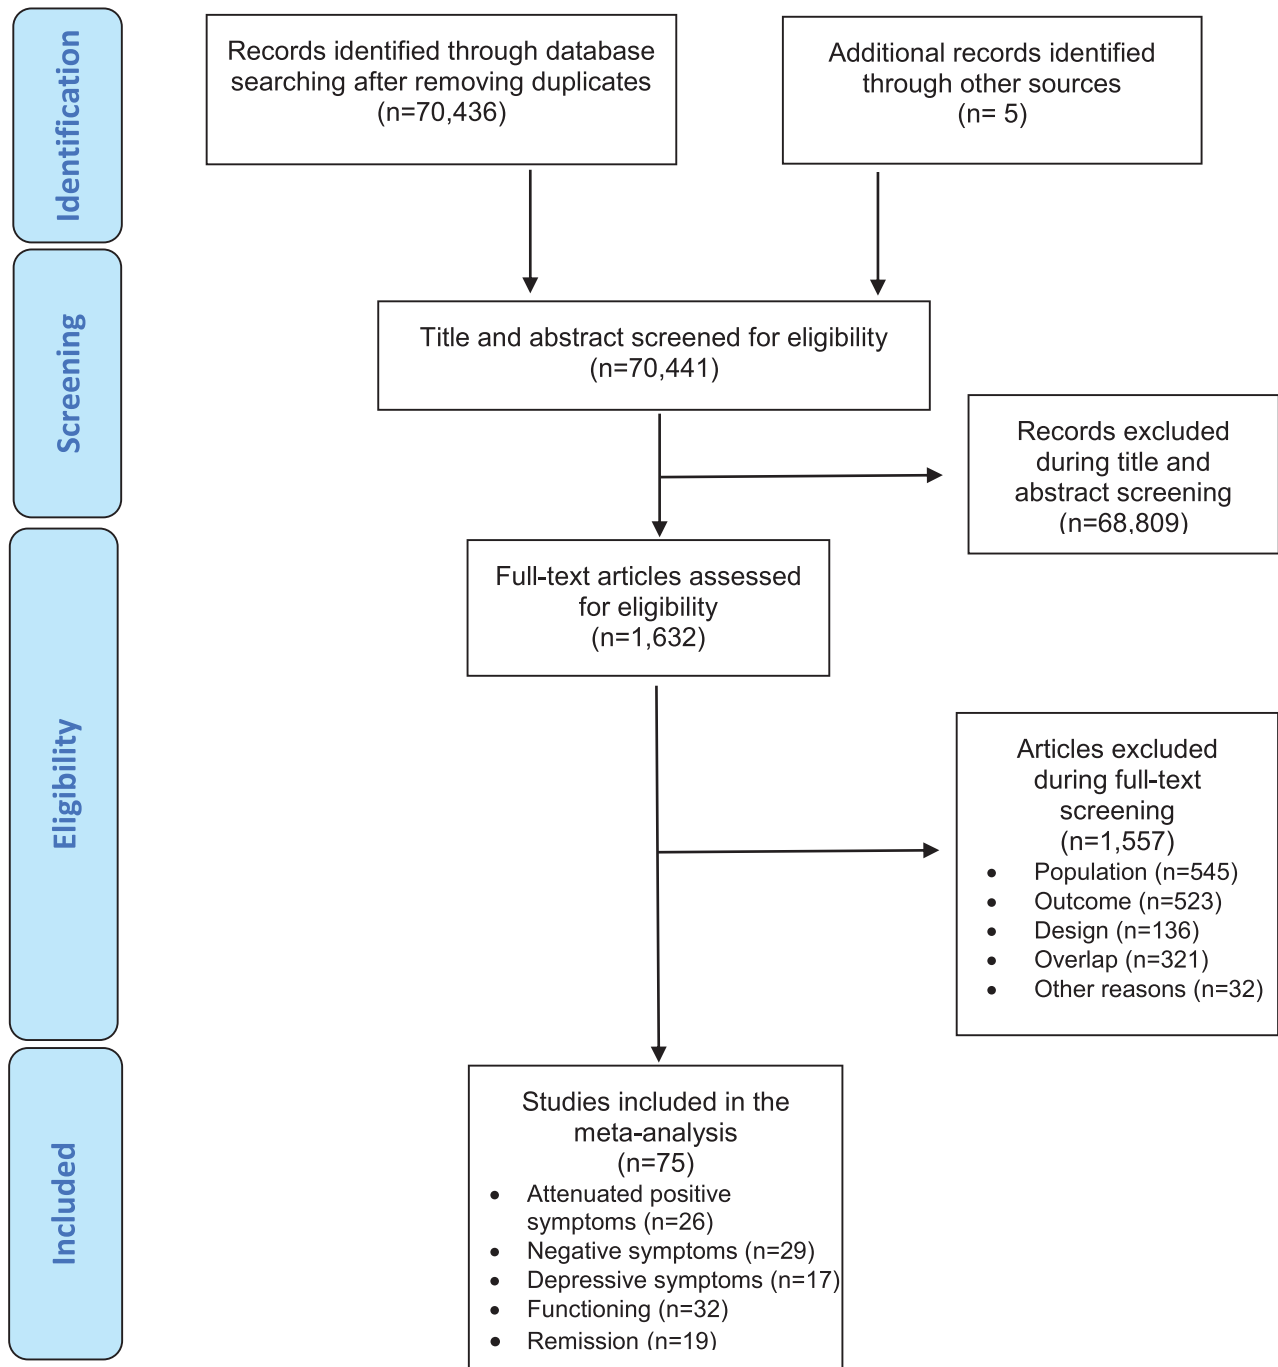 Identification
Records identified through database
searching after removing duplicates
(n=70,436)
Additional records identified
through other sources
(n= 5)
Screening
Title and abstract screened for eligibility
(n=70,441)
Records excluded
during title and
abstract screening
(n=68,809)
Eligibility
Full-text articles assessed
for eligibility
(n=1,632)
Articles excluded
during full-text
screening
(n=1,557)
• Population (n=545)
• Outcome (n=523)
• Design (n=136)
• Overlap (n=321)
• Other reasons (n=32)
Included
Studies included in the
meta-analysis
(n=75)
• Attenuated positive
symptoms (n=26)
• Negative symptoms (n=29)
• Depressive symptoms (n=17)
• Functioning (n=32)
• Remission (n=19)